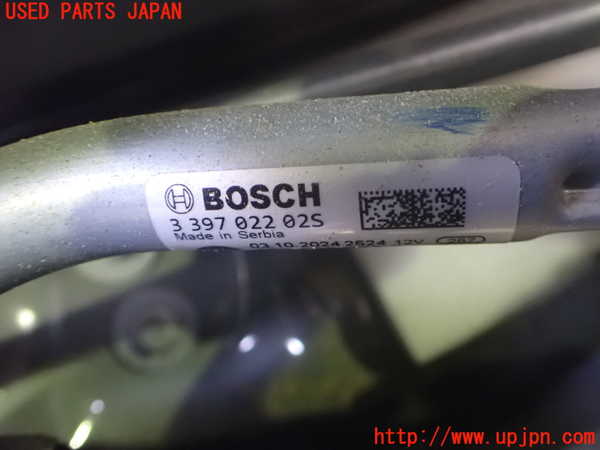 USED PARTS JAPAN
BOSCH
3 397 022 02S
Made in Serbia
03.10.2024 2524 12V
http://www.upjpn.com/